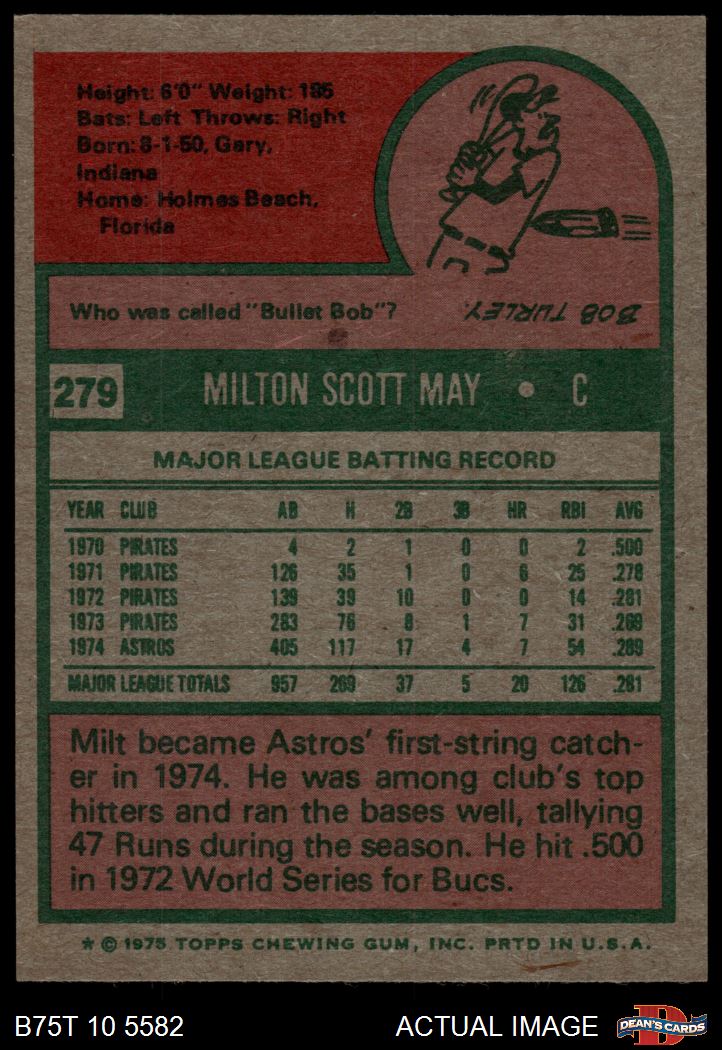 Height: 6'0" Weight: 185
Bats: Left Throws: Right
Born: 8-1-50, Gary,
Indiana
Home: Holmes Beach,
Florida
Who was called "Bullet Bob"?
BOB TURLEY.
279 MILTON SCOTT MAY • C
MAJOR LEAGUE BATTING RECORD
YEAR CLUB AB H 2B 3B HR RBI AVG
1970 PIRATES 4 2 1 0 0 2 .500
1971 PIRATES 126 35 1 0 6 25 .278
1972 PIRATES 139 39 10 0 0 14 .281
1973 PIRATES 283 76 8 1 7 31 .269
1974 ASTROS 405 117 17 4 7 54 .289
MAJOR LEAGUE TOTALS 957 269 37 5 20 126 .281
Milt became Astros' first-string catch-
er in 1974. He was among club's top
hitters and ran the bases well, tallying
47 Runs during the season. He hit .500
in 1972 World Series for Bucs.
* © 1975 TOPPS CHEWING GUM, INC. PRTD IN U.S.A.
B75T 10 5582 ACTUAL IMAGE
D
DEAN'S CARDS